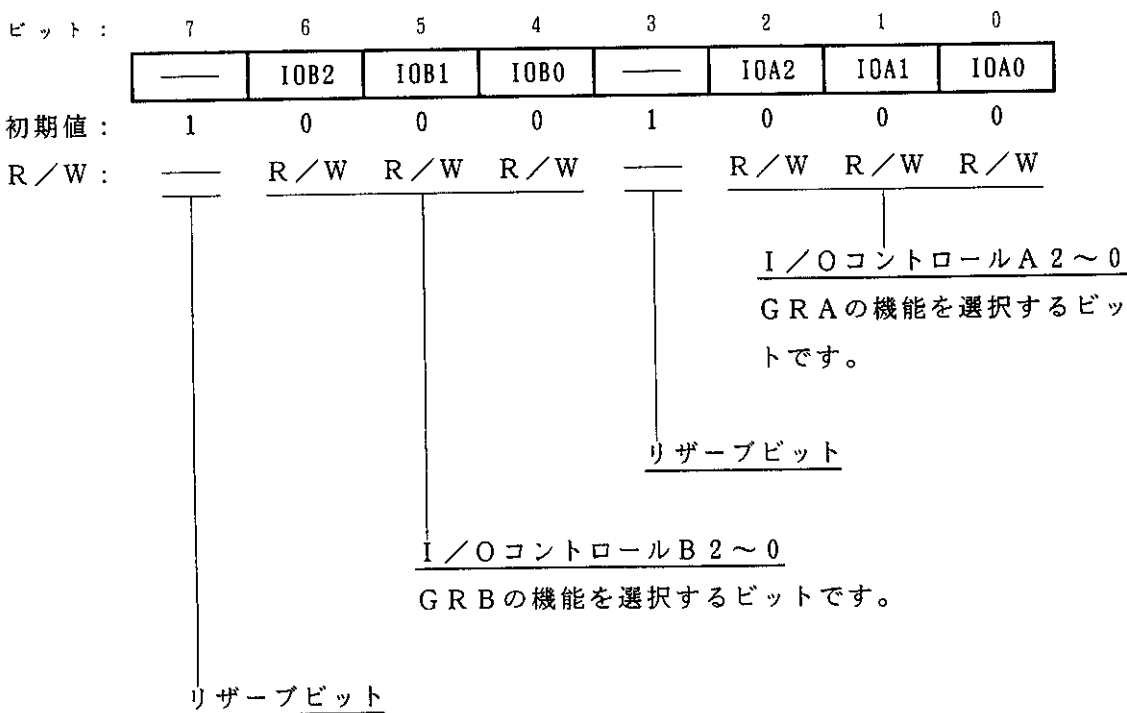 ビット： 7 6 5 4 3 2 1 0
― IOB2 IOB1 IOB0 ― IOA2 IOA1 IOA0
初期値： 1 0 0 0 1 0 0 0
R／W： ― R／W R／W R／W ― R／W R／W R／W
I／OコントロールA2～0
GRAの機能を選択するビッ
トです。
リザーブビット
I／OコントロールB2～0
GRBの機能を選択するビットです。
リザーブビット